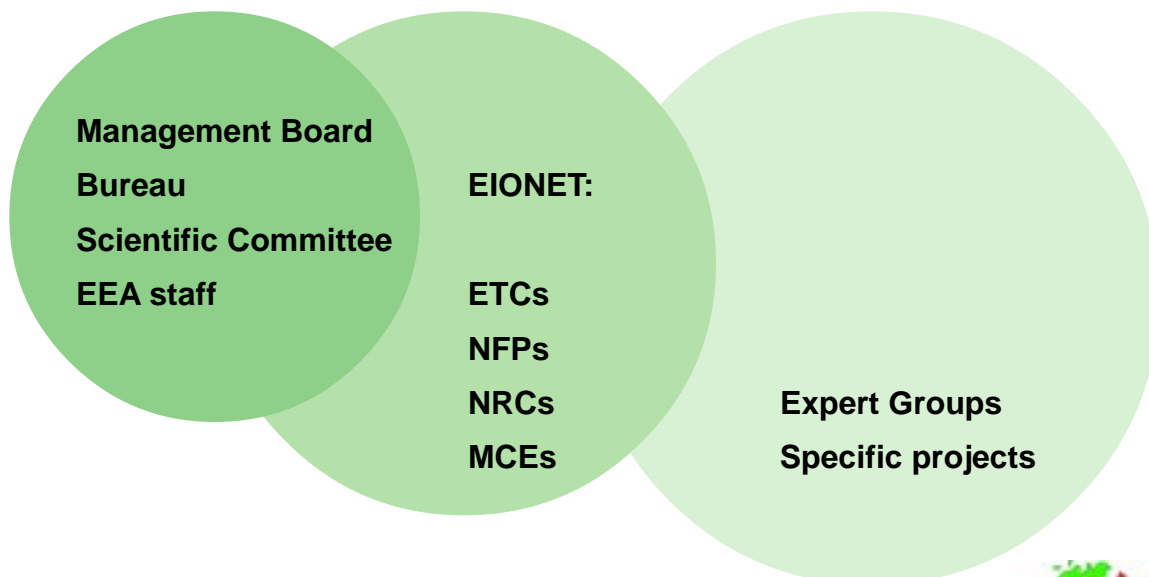 Management Board
Bureau
Scientific Committee
EEA staff
EIONET:
ETCs
NFPs
NRCs
MCEs
Expert Groups
Specific projects